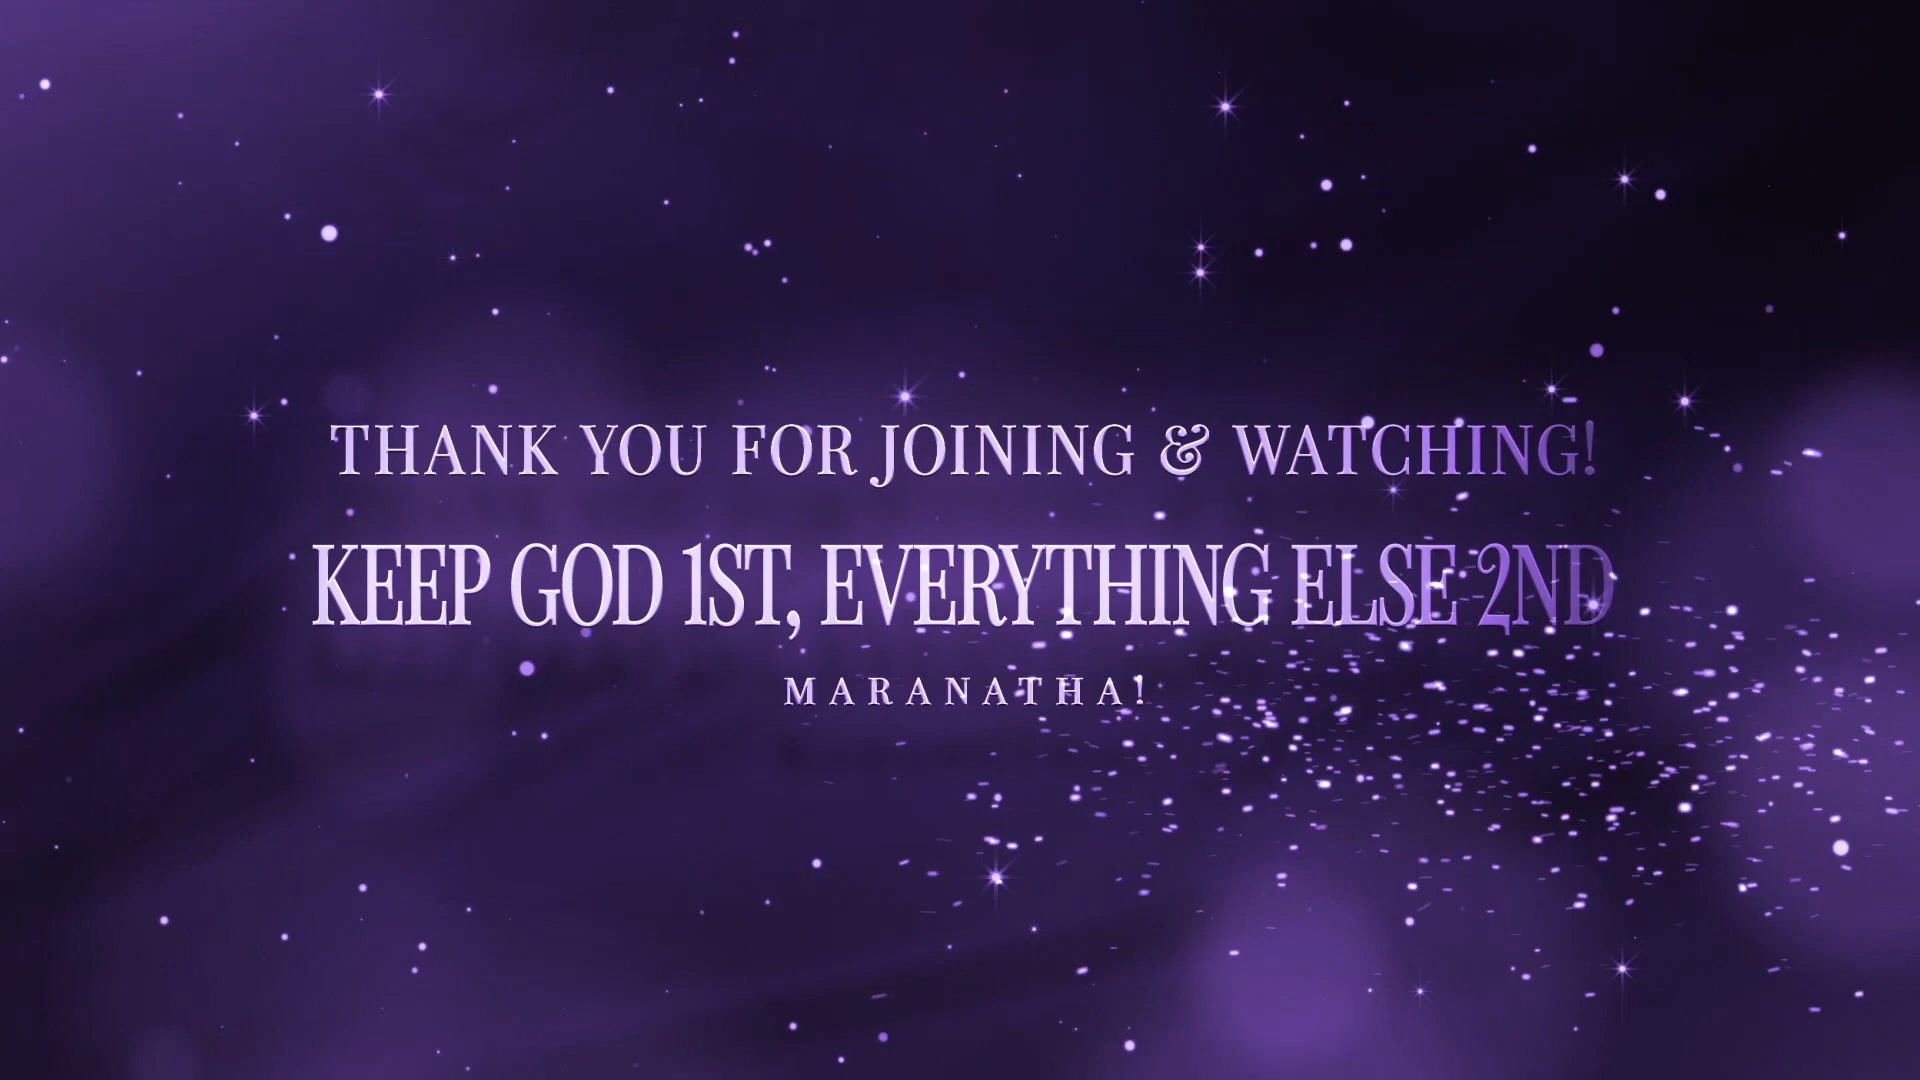 THANK YOU FOR JOINING & WATCHING!
KEEP GOD 1ST, EVERYTHING ELSE 2ND
MARANATHA!